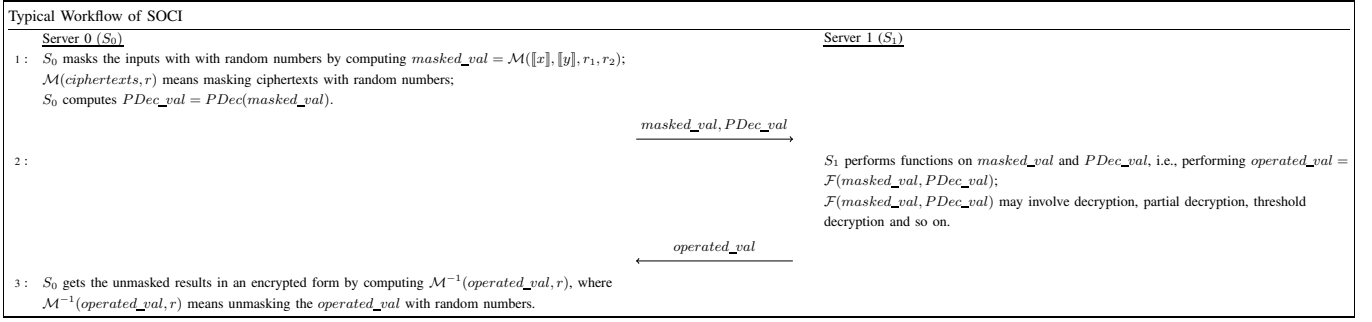 Typical Workflow of SOCI
Server 0 (S₀)
Server 1 (S₁)
1 : S₀ masks the inputs with with random numbers by computing masked_val = ℳ(⟦x⟧, ⟦y⟧, r₁, r₂);
ℳ(ciphertexts, r) means masking ciphertexts with random numbers;
S₀ computes PDec_val = PDec(masked_val).
masked_val, PDec_val
2 : S₁ performs functions on masked_val and PDec_val, i.e., performing operated_val =
ℱ(masked_val, PDec_val);
ℱ(masked_val, PDec_val) may involve decryption, partial decryption, threshold
decryption and so on.
operated_val
3 : S₀ gets the unmasked results in an encrypted form by computing ℳ⁻¹(operated_val, r), where
ℳ⁻¹(operated_val, r) means unmasking the operated_val with random numbers.